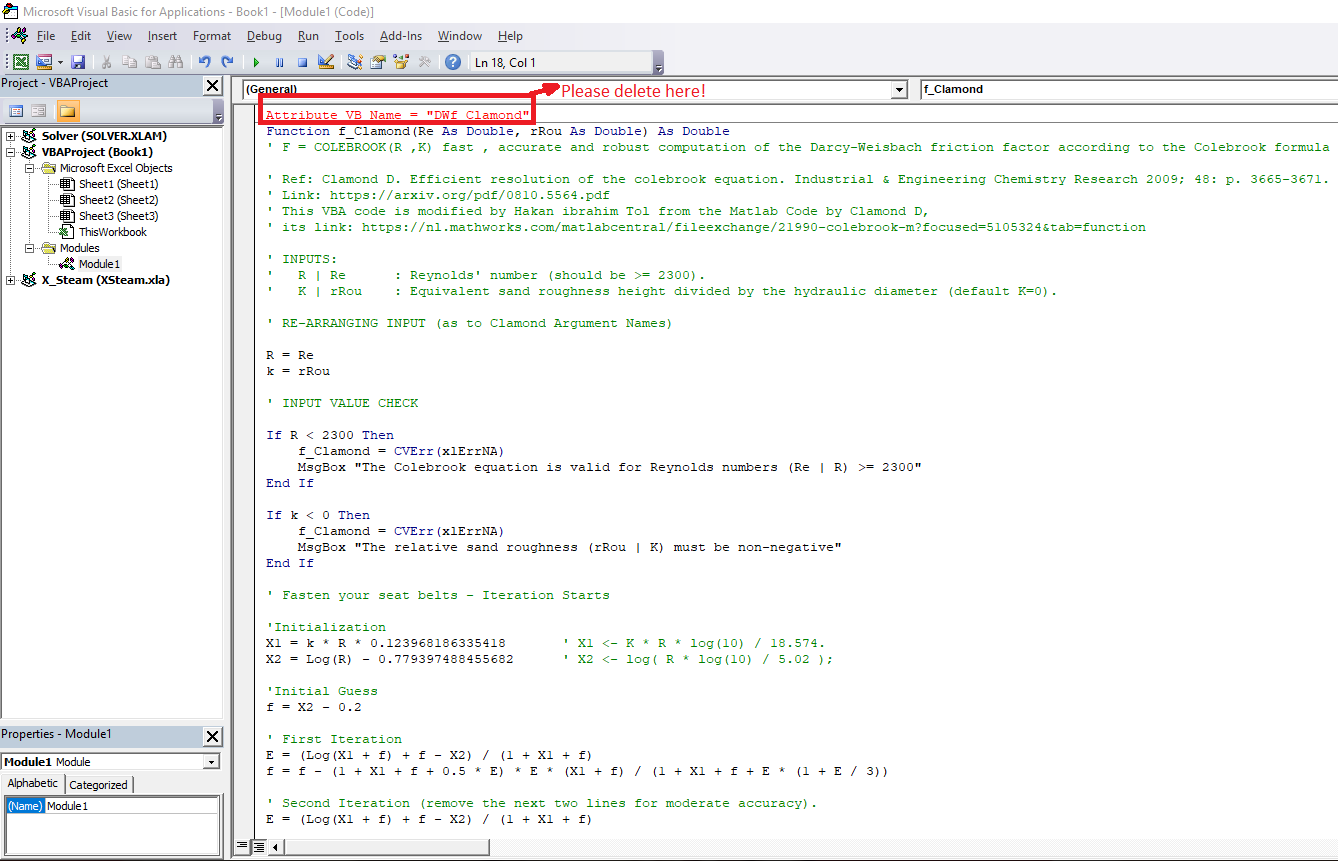 Microsoft Visual Basic for Applications - Book1 - [Module1 (Code)]
File Edit View Insert Format Debug Run Tools Add-Ins Window Help
Ln 18, Col 1
Project - VBAProject
Solver (SOLVER.XLAM)
VBAProject (Book1)
Microsoft Excel Objects
Sheet1 (Sheet1)
Sheet2 (Sheet2)
Sheet3 (Sheet3)
ThisWorkbook
Modules
Module1
X_Steam (XSteam.xla)
Properties - Module1
Module1 Module
Alphabetic Categorized
(Name) Module1
(General) f_Clamond
Please delete here!
Attribute VB_Name = "DWf_Clamond"
Function f_Clamond(Re As Double, rRou As Double) As Double
' F = COLEBROOK(R ,K) fast , accurate and robust computation of the Darcy-Weisbach friction factor according to the Colebrook formula
' Ref: Clamond D. Efficient resolution of the colebrook equation. Industrial & Engineering Chemistry Research 2009; 48: p. 3665-3671.
' Link: https://arxiv.org/pdf/0810.5564.pdf
' This VBA code is modified by Hakan ibrahim Tol from the Matlab Code by Clamond D,
' its link: https://nl.mathworks.com/matlabcentral/fileexchange/21990-colebrook-m?focused=5105324&tab=function
' INPUTS:
' R | Re : Reynolds' number (should be >= 2300).
' K | rRou : Equivalent sand roughness height divided by the hydraulic diameter (default K=0).
' RE-ARRANGING INPUT (as to Clamond Argument Names)
R = Re
k = rRou
' INPUT VALUE CHECK
If R < 2300 Then
f_Clamond = CVErr(xlErrNA)
MsgBox "The Colebrook equation is valid for Reynolds numbers (Re | R) >= 2300"
End If
If k < 0 Then
f_Clamond = CVErr(xlErrNA)
MsgBox "The relative sand roughness (rRou | K) must be non-negative"
End If
' Fasten your seat belts - Iteration Starts
'Initialization
X1 = k * R * 0.123968186335418 ' X1 <- K * R * log(10) / 18.574.
X2 = Log(R) - 0.779397488455682 ' X2 <- log( R * log(10) / 5.02 );
'Initial Guess
f = X2 - 0.2
' First Iteration
E = (Log(X1 + f) + f - X2) / (1 + X1 + f)
f = f - (1 + X1 + f + 0.5 * E) * E * (X1 + f) / (1 + X1 + f + E * (1 + E / 3))
' Second Iteration (remove the next two lines for moderate accuracy).
E = (Log(X1 + f) + f - X2) / (1 + X1 + f)